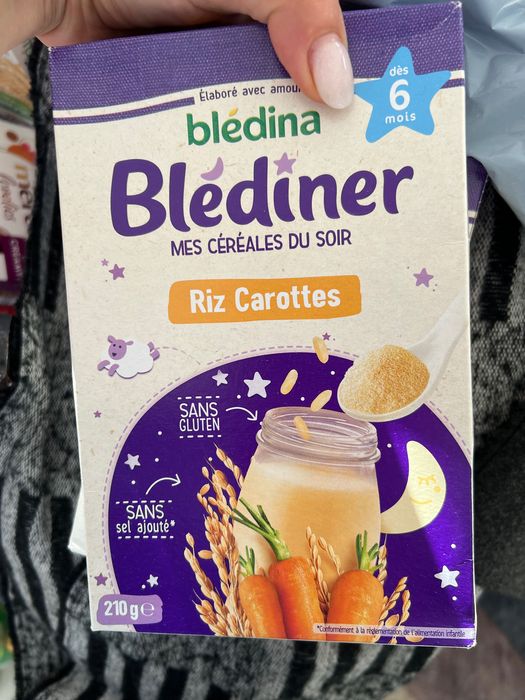 Élaboré avec amour
blédina
dès
6
mois
Blédiner
MES CÉRÉALES DU SOIR
Riz Carottes
SANS
GLUTEN
SANS
sel ajouté*
210 g e
*Conformément à la réglementation de l'alimentation infantile